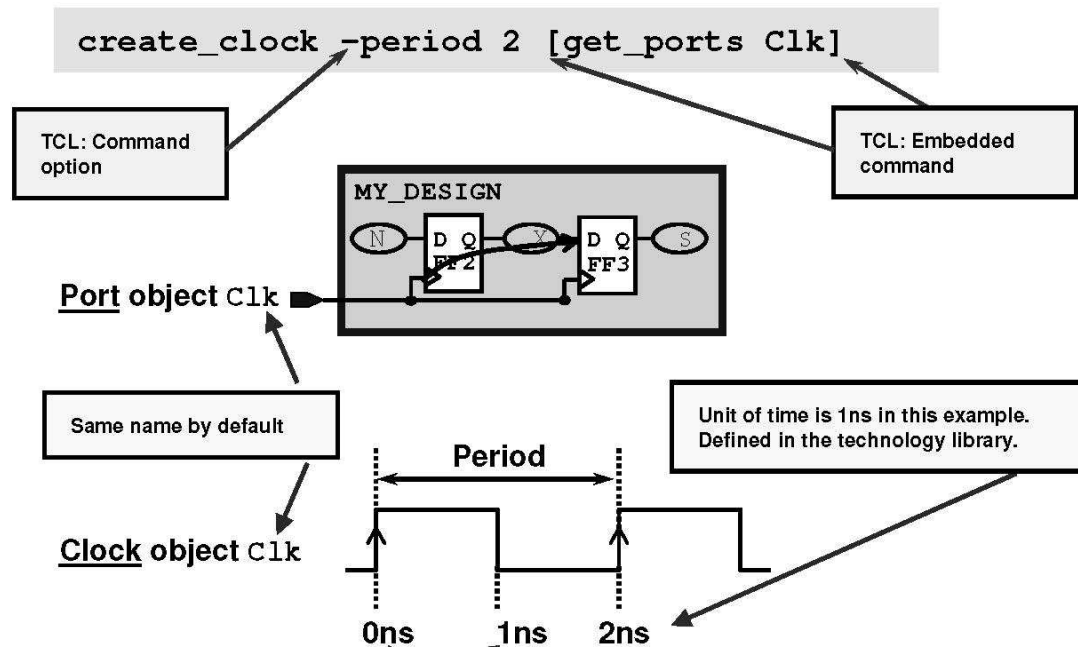 create_clock -period 2 [get_ports Clk]
TCL: Command
option
TCL: Embedded
command
MY_DESIGN
N
D Q
FF2
X
D Q
FF3
S
Port object Clk
Same name by default
Unit of time is 1ns in this example.
Defined in the technology library.
Period
Clock object Clk
0ns 1ns 2ns